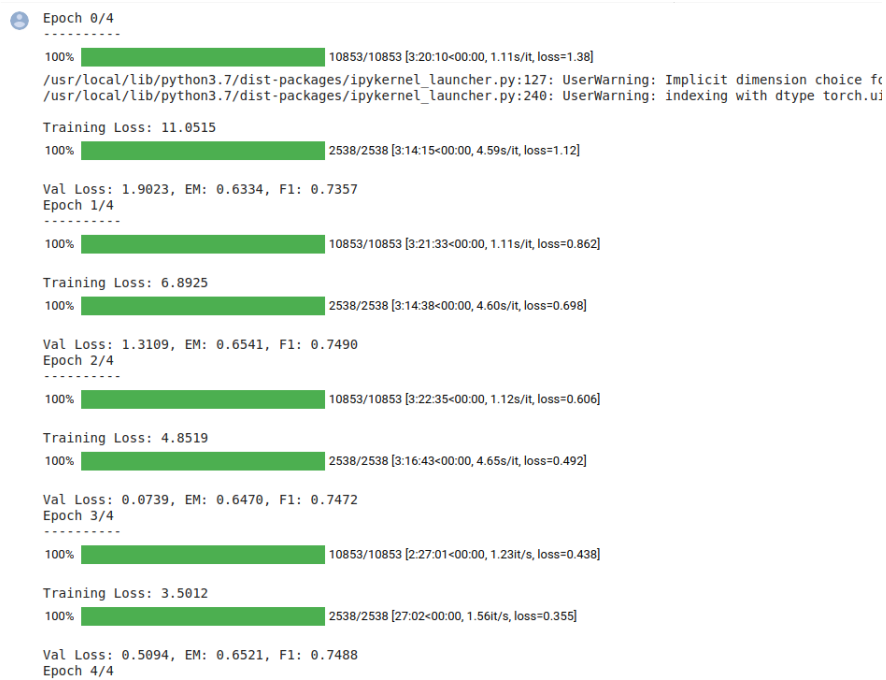 Epoch 0/4
----------
100% 10853/10853 [3:20:10<00:00, 1.11s/it, loss=1.38]
/usr/local/lib/python3.7/dist-packages/ipykernel_launcher.py:127: UserWarning: Implicit dimension choice fo
/usr/local/lib/python3.7/dist-packages/ipykernel_launcher.py:240: UserWarning: indexing with dtype torch.ui
Training Loss: 11.0515
100% 2538/2538 [3:14:15<00:00, 4.59s/it, loss=1.12]
Val Loss: 1.9023, EM: 0.6334, F1: 0.7357
Epoch 1/4
----------
100% 10853/10853 [3:21:33<00:00, 1.11s/it, loss=0.862]
Training Loss: 6.8925
100% 2538/2538 [3:14:38<00:00, 4.60s/it, loss=0.698]
Val Loss: 1.3109, EM: 0.6541, F1: 0.7490
Epoch 2/4
----------
100% 10853/10853 [3:22:35<00:00, 1.12s/it, loss=0.606]
Training Loss: 4.8519
100% 2538/2538 [3:16:43<00:00, 4.65s/it, loss=0.492]
Val Loss: 0.0739, EM: 0.6470, F1: 0.7472
Epoch 3/4
----------
100% 10853/10853 [2:27:01<00:00, 1.23it/s, loss=0.438]
Training Loss: 3.5012
100% 2538/2538 [27:02<00:00, 1.56it/s, loss=0.355]
Val Loss: 0.5094, EM: 0.6521, F1: 0.7488
Epoch 4/4